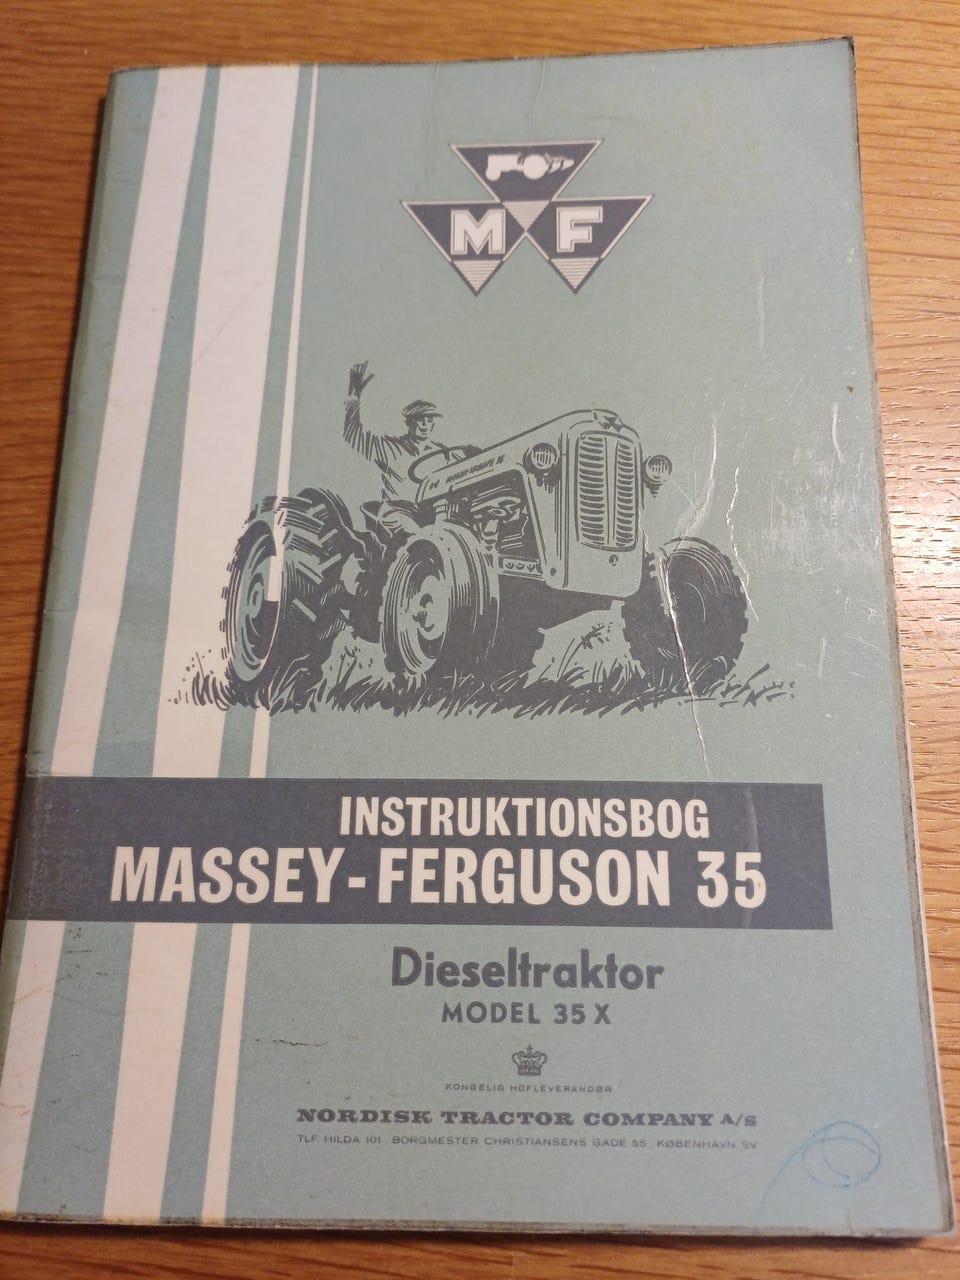 M F
INSTRUKTIONSBOG
MASSEY-FERGUSON 35
Dieseltraktor
MODEL 35 X
KONGELIG HOFLEVERANDØR
NORDISK TRACTOR COMPANY A/S
TLF. HILDA 101 . BORGMESTER CHRISTIANSENS GADE 55 . KØBENHAVN SV